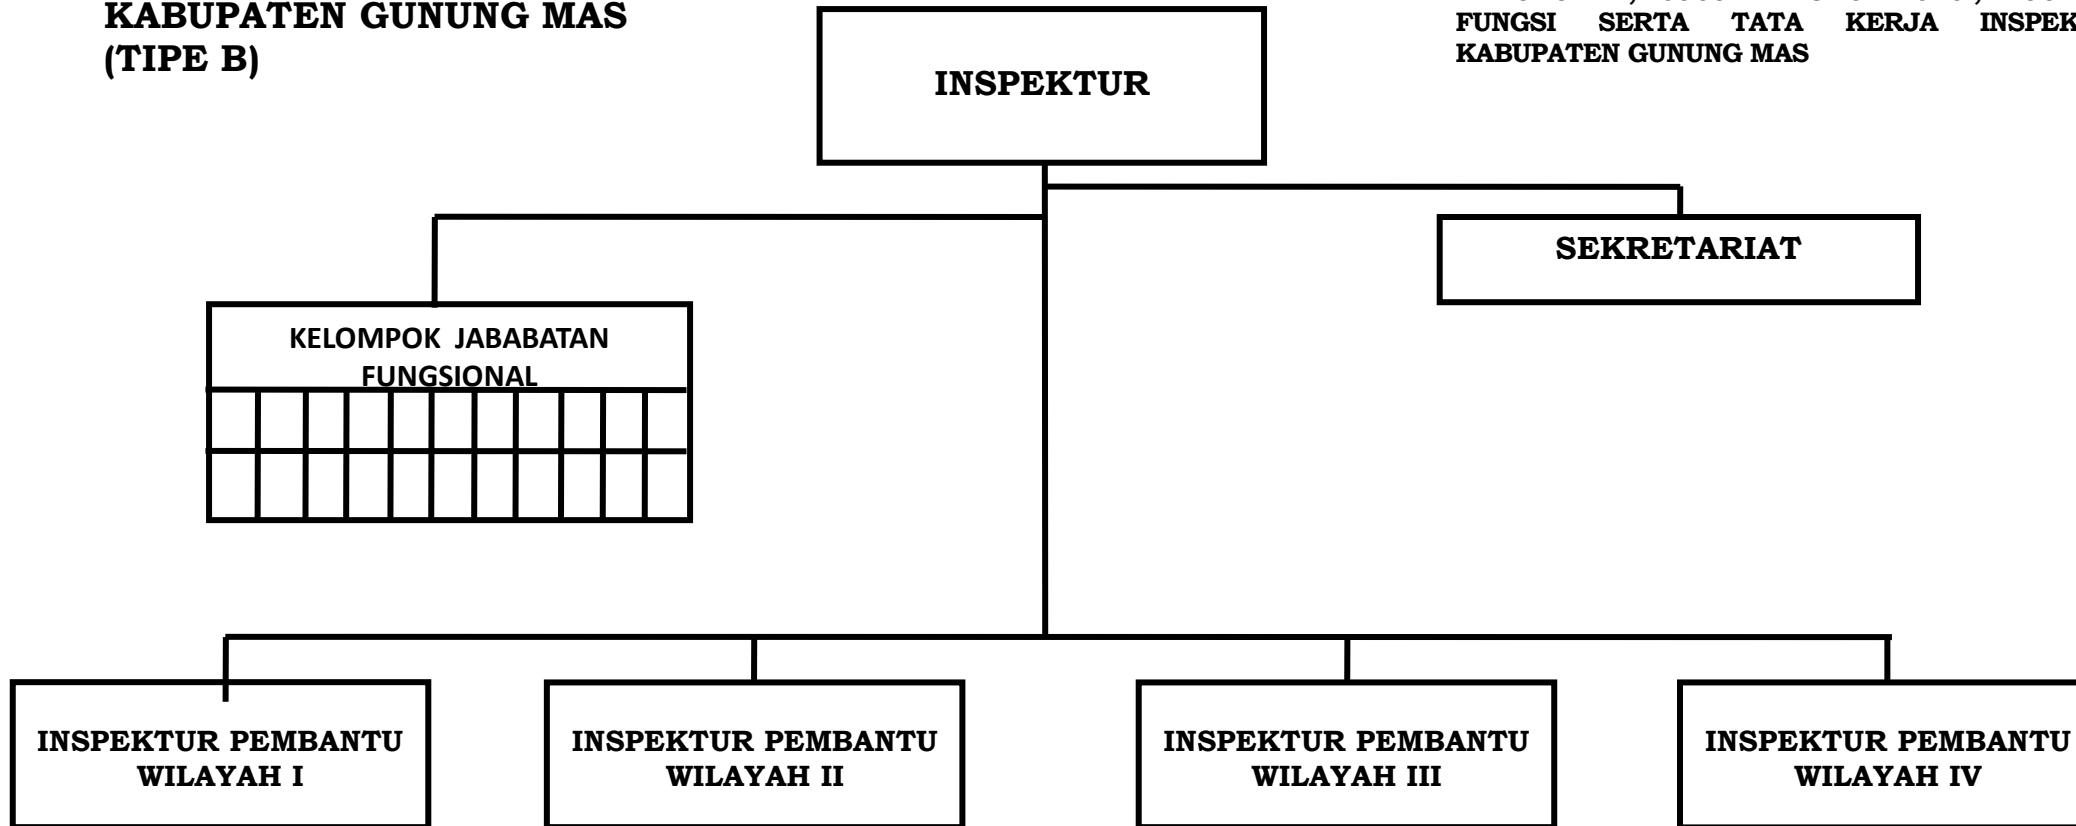 KABUPATEN GUNUNG MAS
(TIPE B)
FUNGSI SERTA TATA KERJA
KABUPATEN GUNUNG MAS
INSPEKTUR
SEKRETARIAT
KELOMPOK JABABATAN
FUNGSIONAL
INSPEKTUR PEMBANTU
WILAYAH I
INSPEKTUR PEMBANTU
WILAYAH II
INSPEKTUR PEMBANTU
WILAYAH III
INSPEKTUR PEMBANTU
WILAYAH IV